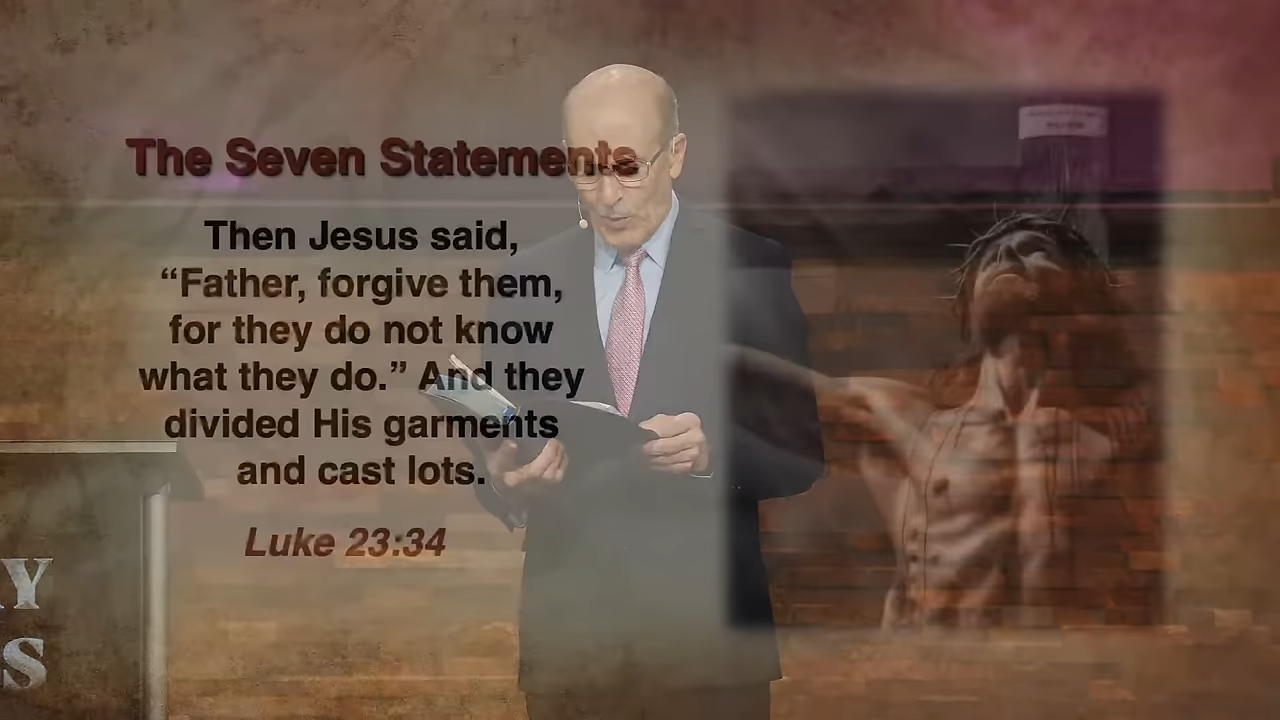 The Seven Statements
Then Jesus said,
“Father, forgive them,
for they do not know
what they do.” And they
divided His garments
and cast lots.
Luke 23:34
Y
S